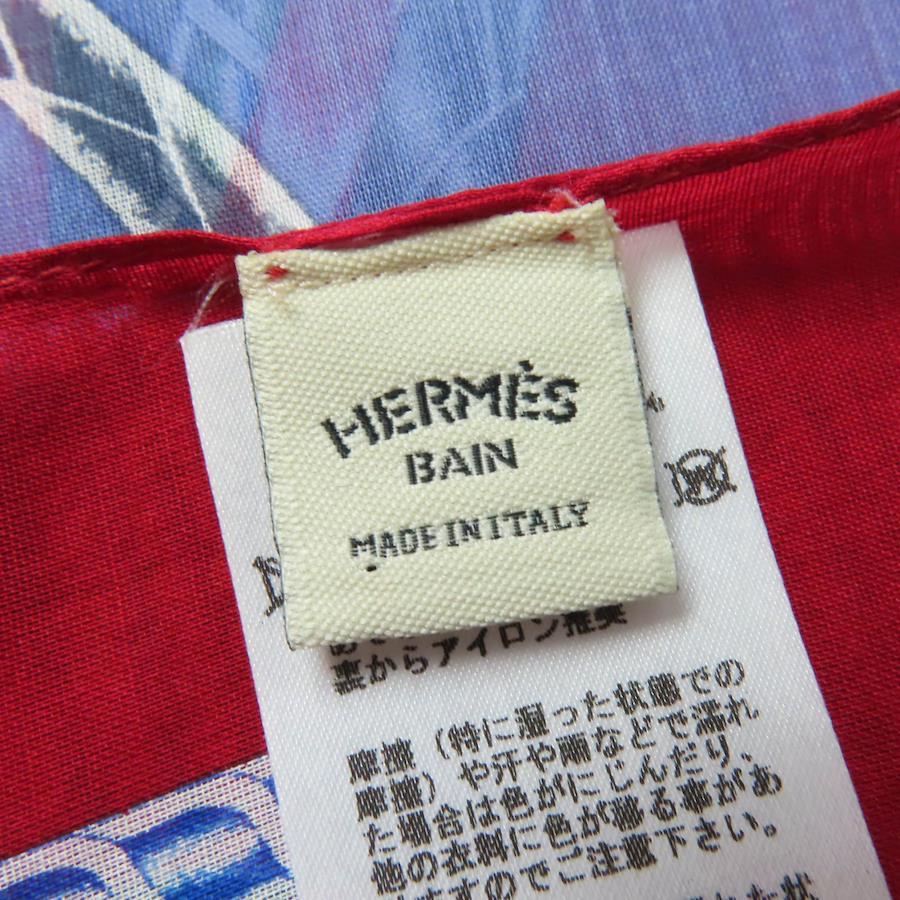 HERMÈS
BAIN
MADE IN ITALY
裏からアイロン推奨
摩擦（特に湿った状態での
摩擦）や汗や雨などで濡れ
た場合は色がにじんだり、
他の衣料に色が移る事があ
りますのでご注意下さい。